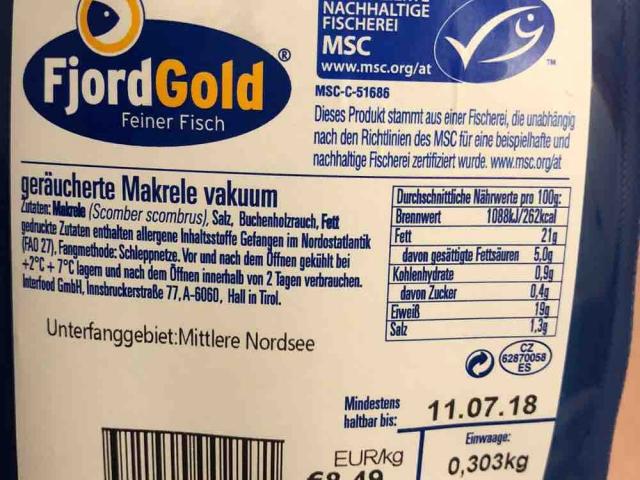 NACHHALTIGE
FISCHEREI
MSC
www.msc.org/at
TM
FjordGold®
Feiner Fisch
MSC-C-51686
Dieses Produkt stammt aus einer Fischerei, die unabhängig
nach den Richtlinien des MSC für eine beispielhafte und
nachhaltige Fischerei zertifiziert wurde. www.msc.org/at
geräucherte Makrele vakuum
Zutaten: Makrele (Scomber scombrus), Salz, Buchenholzrauch, Fett
gedruckte Zutaten enthalten allergene Inhaltsstoffe Gefangen im Nordostatlantik
(FAO 27). Fangmethode: Schleppnetze. Vor und nach dem Öffnen gekühlt bei
+2°C + 7°C lagern und nach dem Öffnen innerhalb von 2 Tagen verbrauchen.
Interfood GmbH, Innsbruckerstraße 77, A-6060, Hall in Tirol.
Durchschnittliche Nährwerte pro 100g:
Brennwert 1088kJ/262kcal
Fett 21g
davon gesättigte Fettsäuren 5,0g
Kohlenhydrate 0,9g
davon Zucker 0,4g
Eiweiß 19g
Salz 1,3g
Unterfanggebiet:Mittlere Nordsee
CZ
62870058
ES
Mindestens
haltbar bis:
11.07.18
EUR/kg
Einwaage:
0,303kg